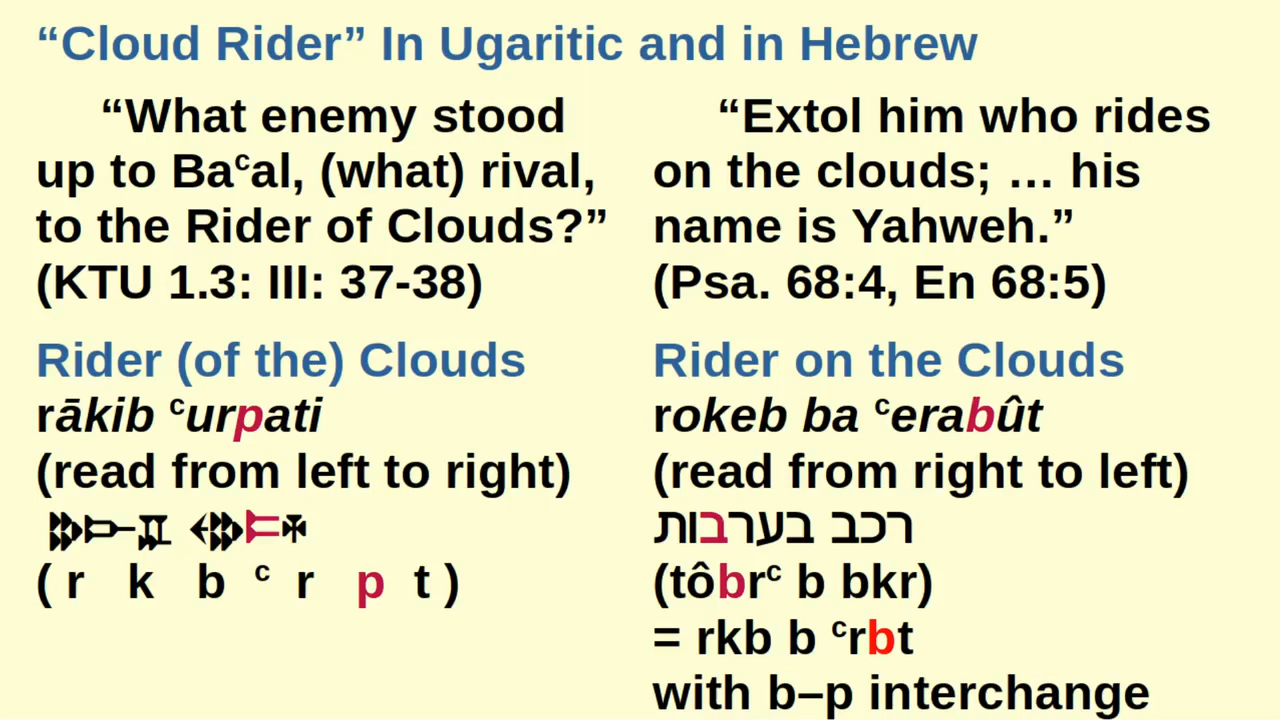 “Cloud Rider” In Ugaritic and in Hebrew
“What enemy stood
up to Baᶜal, (what) rival,
to the Rider of Clouds?”
(KTU 1.3: III: 37-38)
Rider (of the) Clouds
rākib ᶜurpati
(read from left to right)
𐎗𐎋𐎁 𐎓𐎗𐎔𐎚
( r k b ᶜ r p t )
“Extol him who rides
on the clouds; … his
name is Yahweh.”
(Psa. 68:4, En 68:5)
Rider on the Clouds
rokeb ba ᶜerabût
(read from right to left)
רכב בערבות
(tôbrᶜ b bkr)
= rkb b ᶜrbt
with b–p interchange